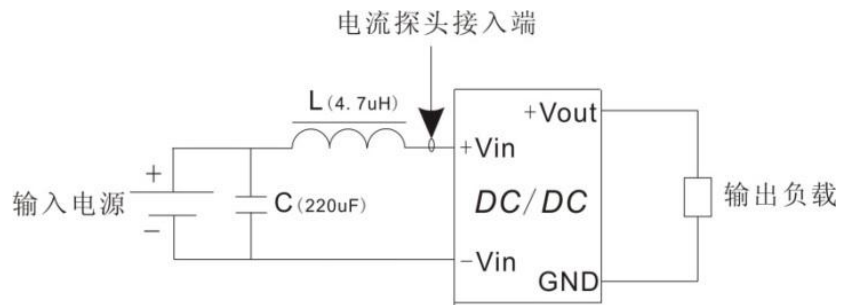 电流探头接入端
L(4.7uH)
+Vout
+Vin
+
输入电源
C(220uF)
DC/DC
输出负载
−
−Vin
GND